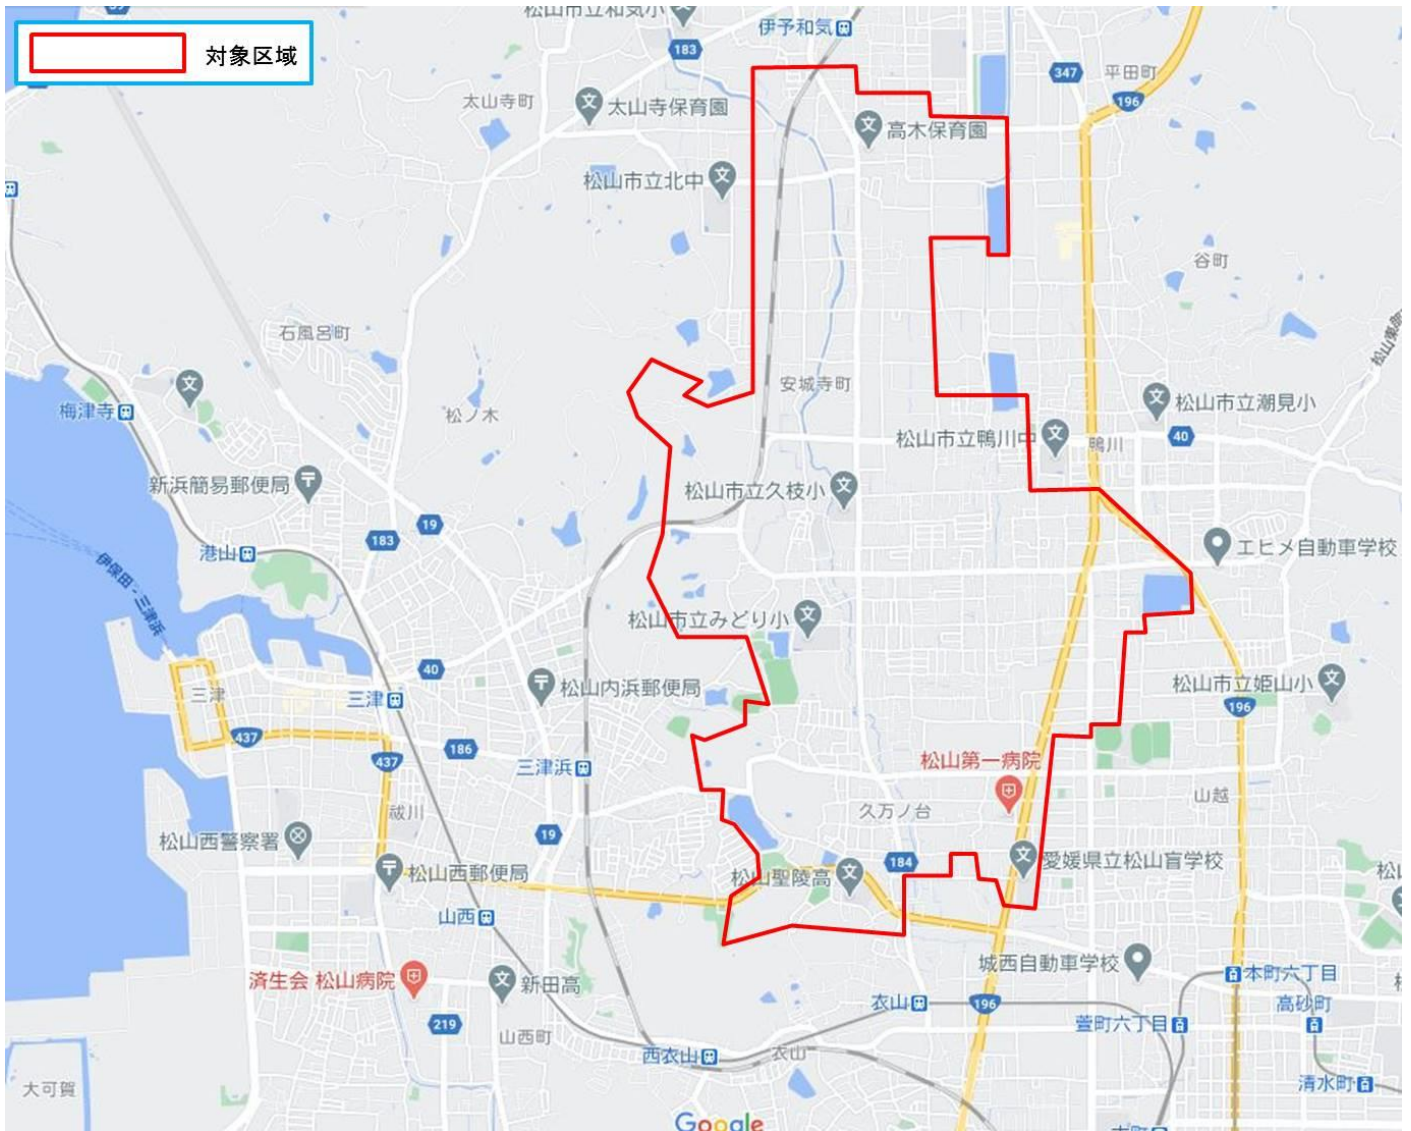 対象区域
39
松山市立和気小
伊予和気
183
347
平田町
太山寺町
太山寺保育園
196
高木保育園
松山市立北中
谷町
石風呂町
安城寺町
梅津寺
松ノ木
松山市立潮見小
松山市立鴨川中
鴨川
40
新浜簡易郵便局
松山市立久枝小
19
183
港山
エヒメ自動車学校
伊保田・三津浜
松山市立みどり小
40
三津
三津
松山内浜郵便局
松山市立姫山小
196
437
186
437
三津浜
松山第一病院
山越
祓川
久万ノ台
松山西警察署
19
184
愛媛県立松山盲学校
松山西郵便局
松山聖陵高
山西
城西自動車学校
本町六丁目
済生会 松山病院
新田高
衣山
196
高砂町
219
山西町
萱町六丁目
西衣山
衣山
大可賀
清水町
Google